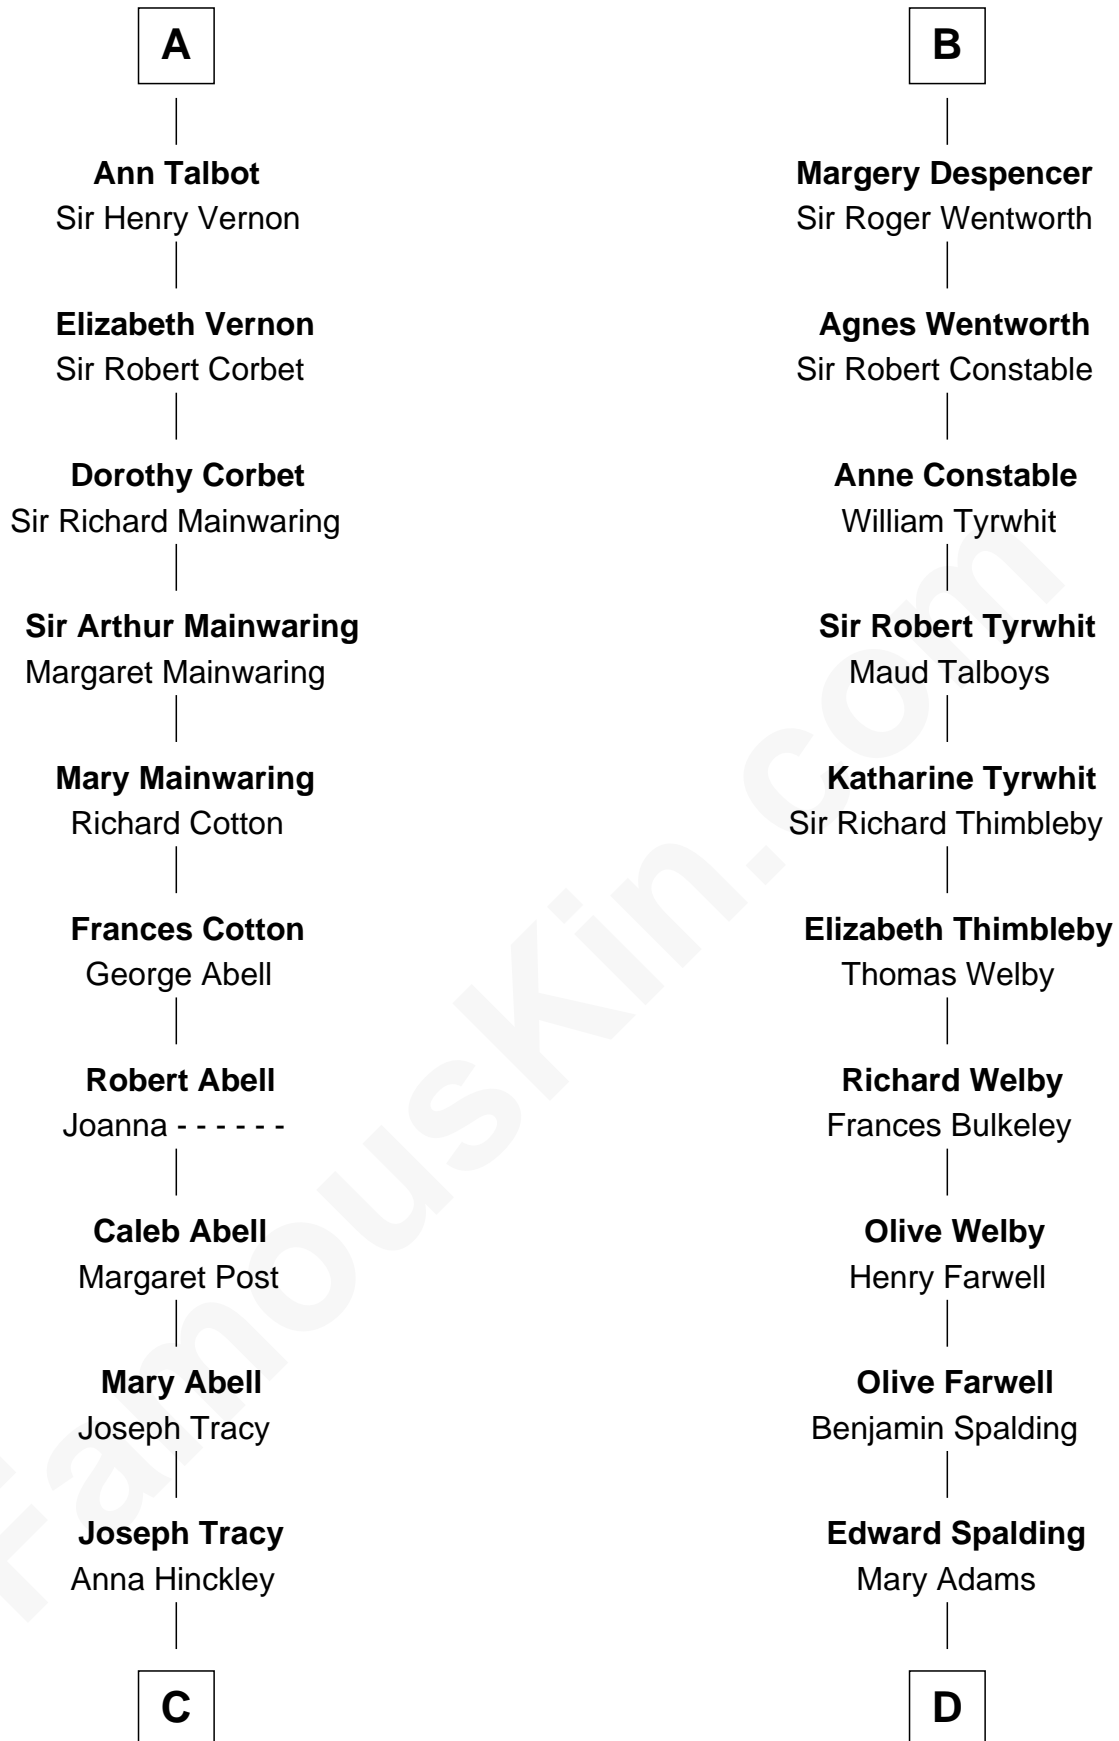 A
Ann Talbot
Sir Henry Vernon
Elizabeth Vernon
Sir Robert Corbet
Dorothy Corbet
Sir Richard Mainwaring
Sir Arthur Mainwaring
Margaret Mainwaring
Mary Mainwaring
Richard Cotton
Frances Cotton
George Abell
Robert Abell
Joanna - - - - - -
Caleb Abell
Margaret Post
Mary Abell
Joseph Tracy
Joseph Tracy
Anna Hinckley
C
B
Margery Despencer
Sir Roger Wentworth
Agnes Wentworth
Sir Robert Constable
Anne Constable
William Tyrwhit
Sir Robert Tyrwhit
Maud Talboys
Katharine Tyrwhit
Sir Richard Thimbleby
Elizabeth Thimbleby
Thomas Welby
Richard Welby
Frances Bulkeley
Olive Welby
Henry Farwell
Olive Farwell
Benjamin Spalding
Edward Spalding
Mary Adams
D
FamousKin.com